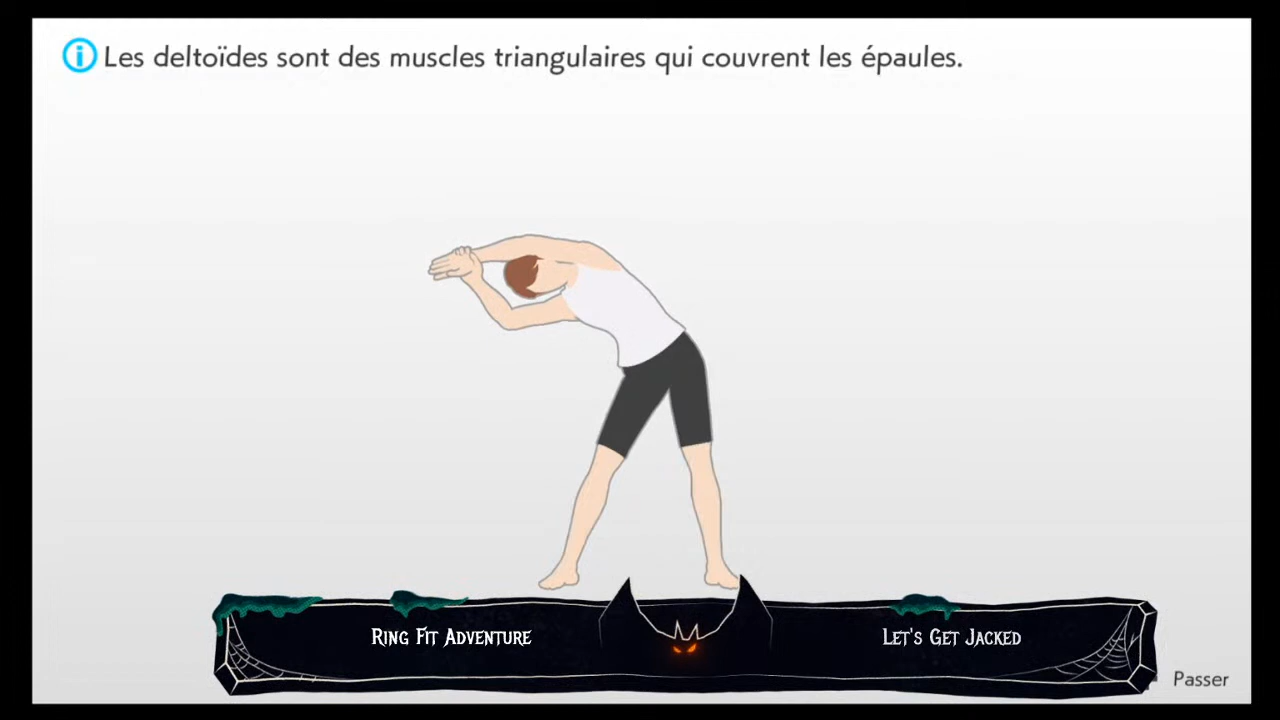 Les deltoïdes sont des muscles triangulaires qui couvrent les épaules.
Ring Fit Adventure
Let's Get Jacked
Passer